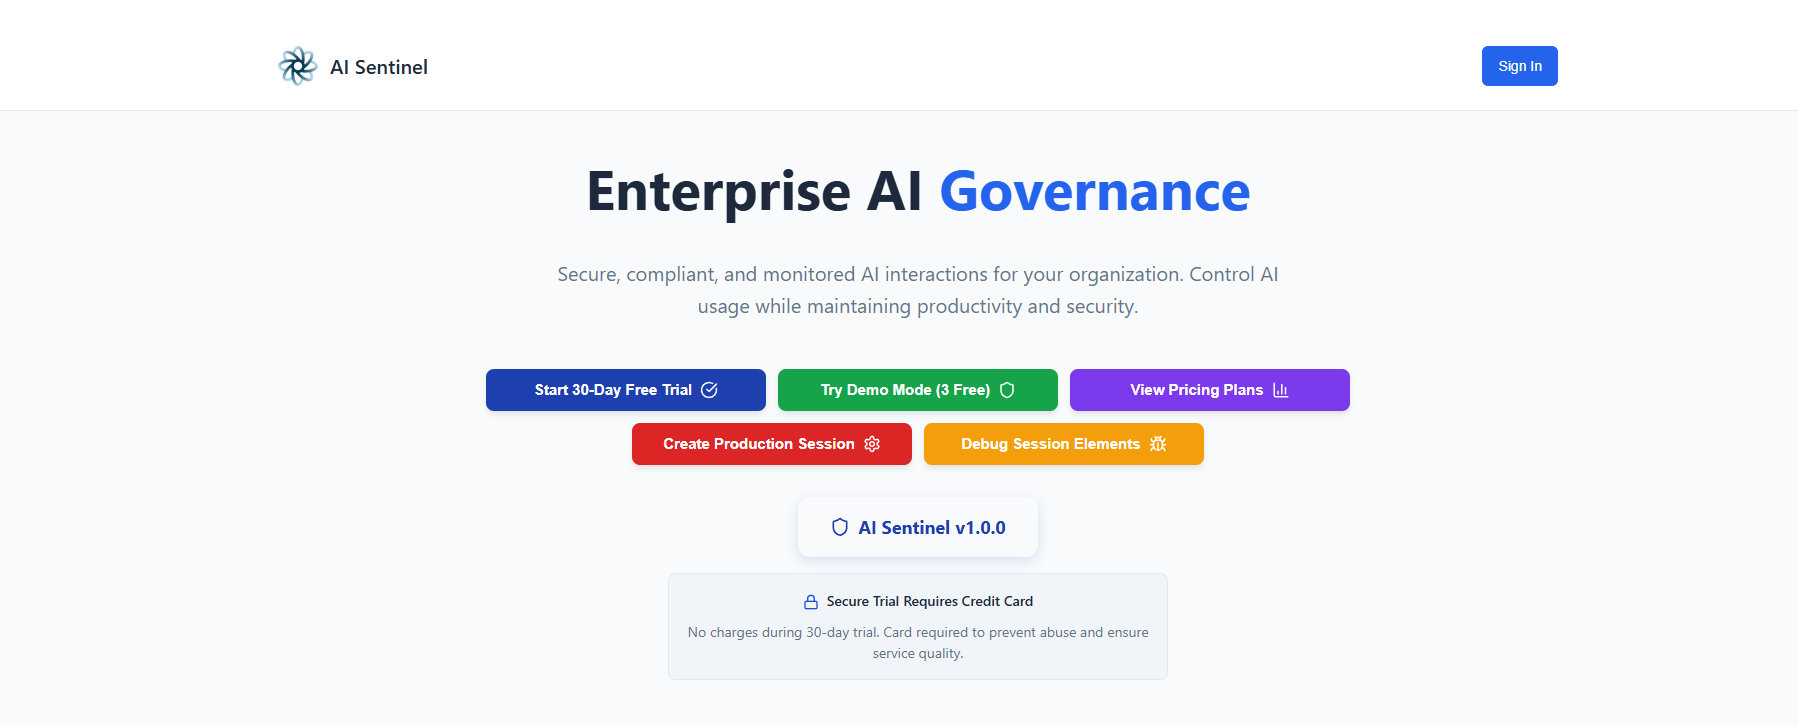 AI Sentinel
Sign In
Enterprise AI Governance
Secure, compliant, and monitored AI interactions for your organization. Control AI
usage while maintaining productivity and security.
Start 30-Day Free Trial
Try Demo Mode (3 Free)
View Pricing Plans
Create Production Session
Debug Session Elements
AI Sentinel v1.0.0
Secure Trial Requires Credit Card
No charges during 30-day trial. Card required to prevent abuse and ensure
service quality.